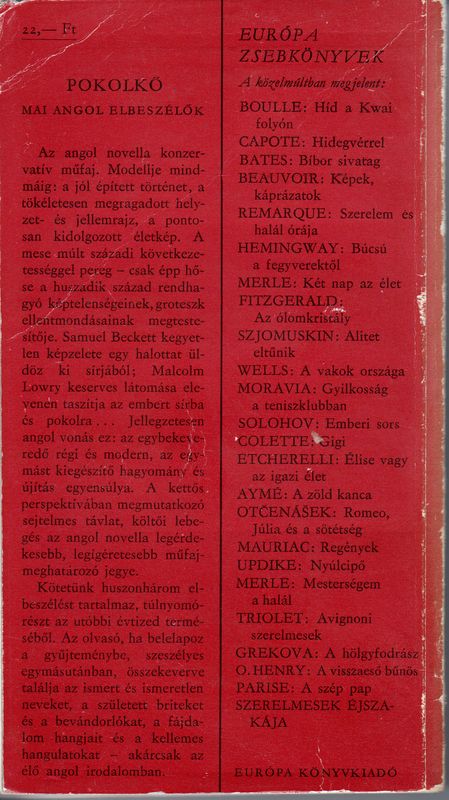 22,— Ft
POKOLKŐ
MAI ANGOL ELBESZÉLŐK
Az angol novella konzer-
vatív műfaj. Modellje mind-
máig: a jól épített történet, a
tökéletesen megragadott hely-
zet- és jellemrajz, a ponto-
san kidolgozott életkép. A
mese múlt századi következe-
tességgel pereg – csak épp hő-
se a huszadik század rendha-
gyó képtelenségeinek, groteszk
ellentmondásainak megteste-
sítője. Samuel Beckett kegyet-
len képzelete egy halottat ül-
döz ki sírjából; Malcolm
Lowry keserves látomása ele-
venen taszítja az embert sírba
és pokolra... Jellegzetesen
angol vonás ez: az egybekeve-
redő régi és modern, az egy-
mást kiegészítő hagyomány és
újítás egyensúlya. A kettős
perspektívában megmutatkozó
sejtelmes távlat, költői lebe-
gés az angol novella legérde-
kesebb, legígéretesebb műfaj-
meghatározó jegye.
Kötetünk huszonhárom el-
beszélést tartalmaz, túlnyomó-
részt az utóbbi évtized termé-
séből. Az olvasó, ha belelapoz
a gyűjteménybe, szeszélyes
egymásutánban, összekeverve
találja az ismert és ismeretlen
neveket, a született briteket
és a bevándorlókat, a fájda-
lom hangjait és a kellemes
hangulatokat – akárcsak az
élő angol irodalomban.
EURÓPA
ZSEBKÖNYVEK
A közelmúltban megjelent:
BOULLE: Híd a Kwai
folyón
CAPOTE: Hidegvérrel
BATES: Bíbor sivatag
BEAUVOIR: Képek,
káprázatok
REMARQUE: Szerelem és
halál órája
HEMINGWAY: Búcsú
a fegyverektől
MERLE: Két nap az élet
FITZGERALD:
Az ólomkristály
SZJOMUSKIN: Alitet
eltűnik
WELLS: A vakok országa
MORAVIA: Gyilkosság
a teniszklubban
SOLOHOV: Emberi sors
COLETTE: Gigi
ETCHERELLI: Élise vagy
az igazi élet
AYMÉ: A zöld kanca
OTČENÁŠEK: Romeo,
Júlia és a sötétség
MAURIAC: Regények
UPDIKE: Nyúlcipő
MERLE: Mesterségem
a halál
TRIOLET: Avignoni
szerelmesek
GREKOVA: A hölgyfodrász
O. HENRY: A visszaeső bűnös
PARISE: A szép pap
SZERELMESEK ÉJSZA-
KÁJA
EURÓPA KÖNYVKIADÓ